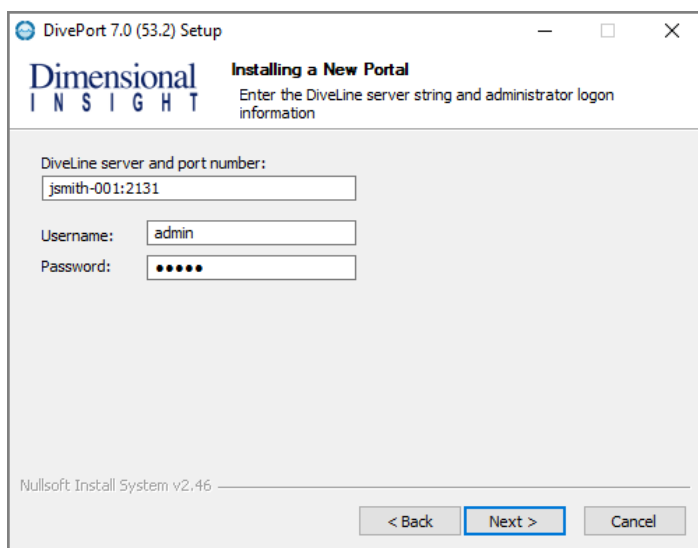 DivePort 7.0 (53.2) Setup
Dimensional
INSIGHT
Installing a New Portal
Enter the DiveLine server string and administrator logon
information
DiveLine server and port number:
jsmith-001:2131
Username: admin
Password: ●●●●●
Nullsoft Install System v2.46
< Back Next > Cancel